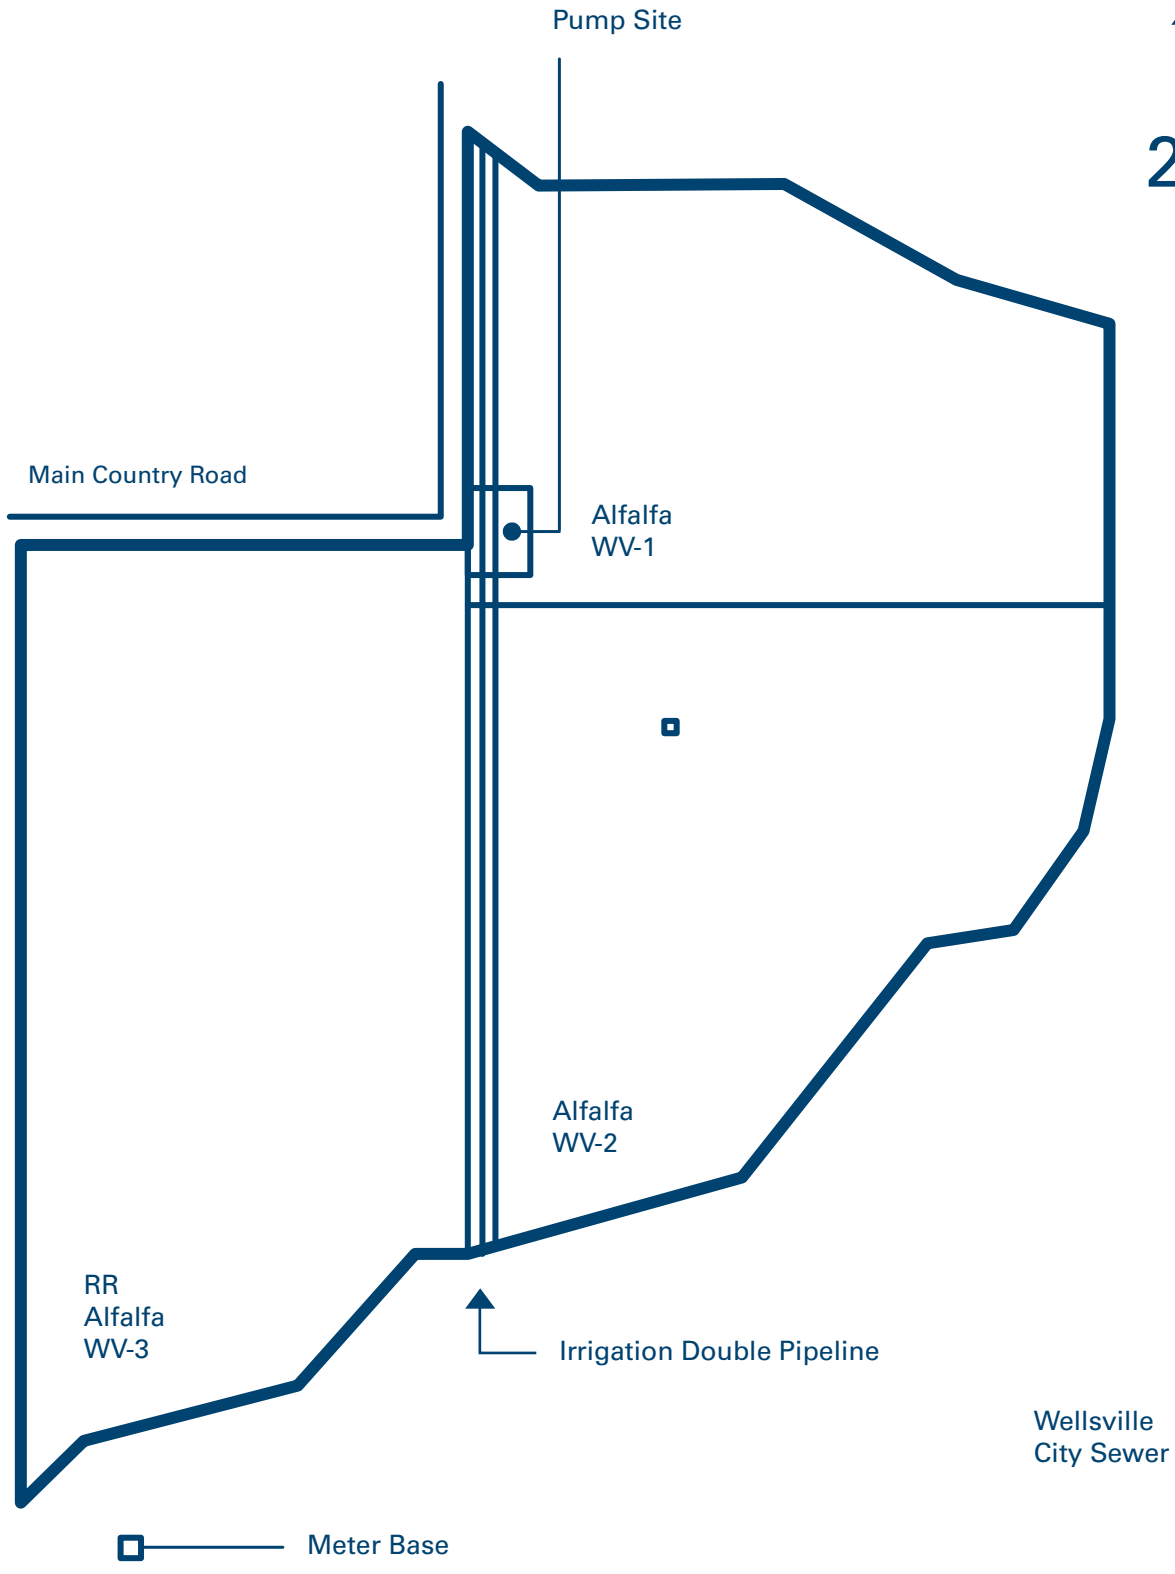 Pump Site
2
Main Country Road
Alfalfa
WV-1
Alfalfa
WV-2
RR
Alfalfa
WV-3
Irrigation Double Pipeline
Wellsville
City Sewer
Meter Base